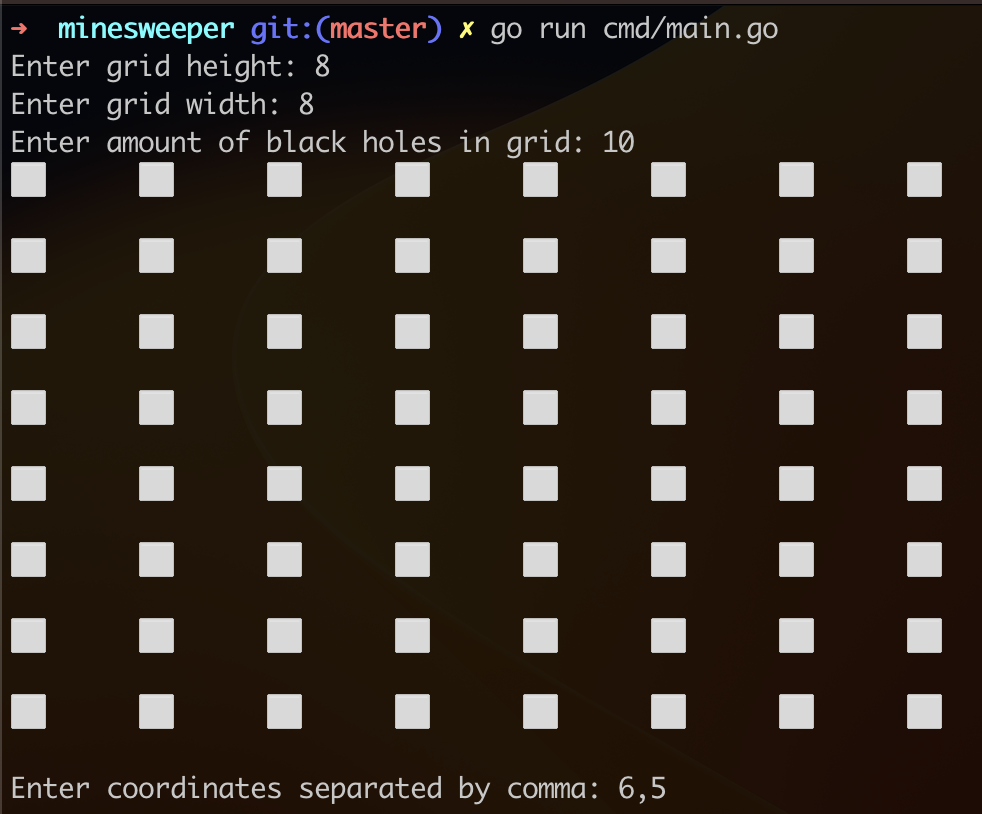 ➜  minesweeper git:(master) ✗ go run cmd/main.go
Enter grid height: 8
Enter grid width: 8
Enter amount of black holes in grid: 10
Enter coordinates separated by comma: 6,5